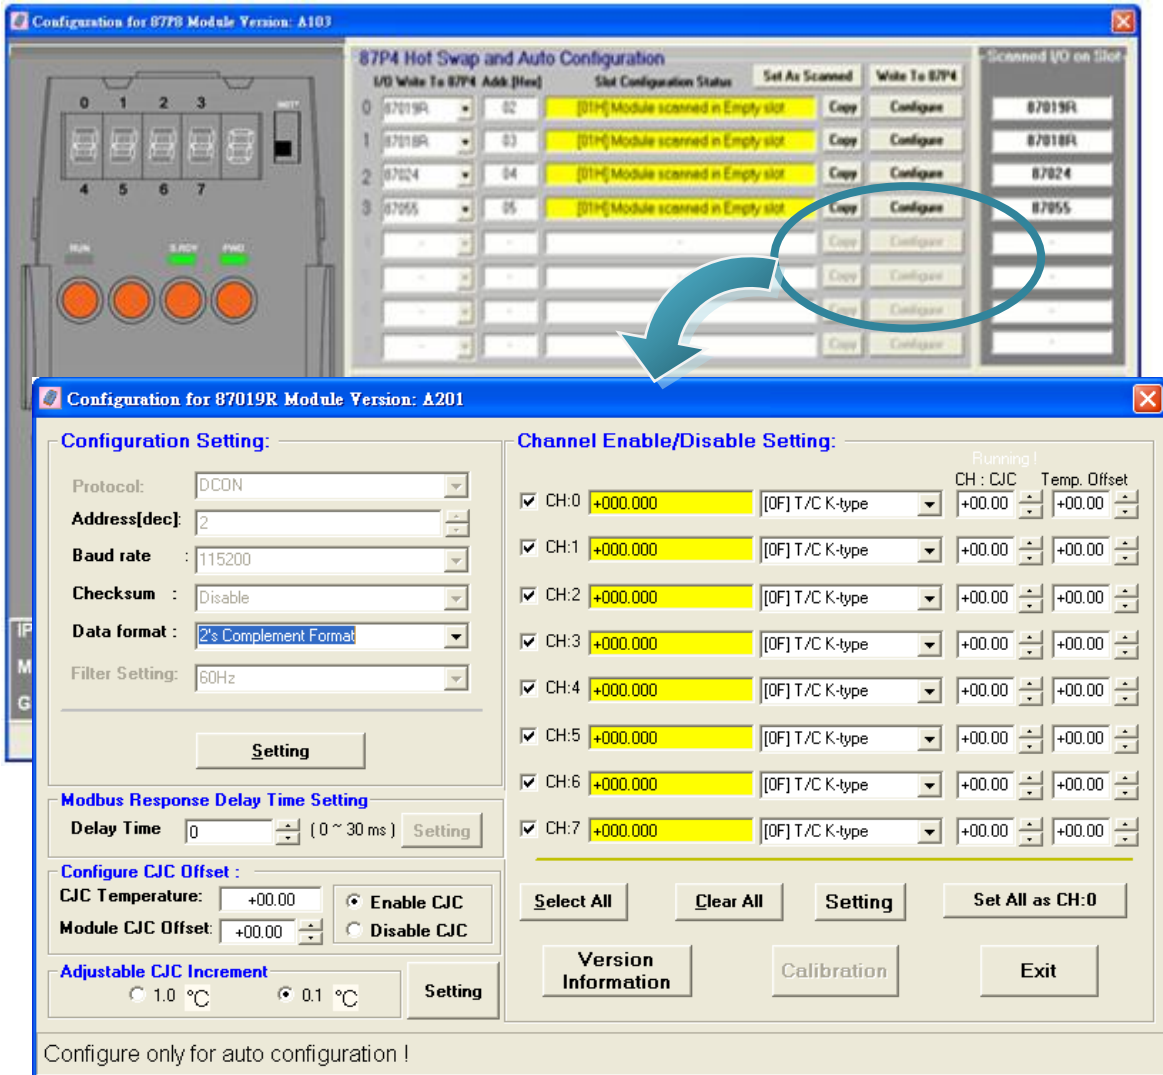 Configuration for 87P8 Module Version: A103
87P4 Hot Swap and Auto Configuration
Scanned I/O on Slot
I/O Write To 87P4 Addr.[Hex] Slot Configuration Status Set As Scanned Write To 87P4
0 87019R 02 [01H] Module scanned in Empty slot Copy Configure 87019R
1 87018R 03 [01H] Module scanned in Empty slot Copy Configure 87018R
2 87024 04 [01H] Module scanned in Empty slot Copy Configure 87024
3 87055 05 [01H] Module scanned in Empty slot Copy Configure 87055
- - - Copy Configure -
- - - Copy Configure -
- - - Copy Configure -
- - - Copy Configure -
0 1 2 3 INIT
4 5 6 7
RUN S.RDY PWD
IP
M
G
Configuration for 87019R Module Version: A201
Configuration Setting:
Protocol: DCON
Address[dec]: 2
Baud rate : 115200
Checksum : Disable
Data format : 2's Complement Format
Filter Setting: 60Hz
Setting
Modbus Response Delay Time Setting
Delay Time 0 ( 0 ~ 30 ms ) Setting
Configure CJC Offset :
CJC Temperature: +00.00 Enable CJC
Module CJC Offset: +00.00 Disable CJC
Adjustable CJC Increment
1.0 °C 0.1 °C Setting
Channel Enable/Disable Setting:
Running !
CH : CJC Temp. Offset
CH:0 +000.000 [0F] T/C K-type +00.00 +00.00
CH:1 +000.000 [0F] T/C K-type +00.00 +00.00
CH:2 +000.000 [0F] T/C K-type +00.00 +00.00
CH:3 +000.000 [0F] T/C K-type +00.00 +00.00
CH:4 +000.000 [0F] T/C K-type +00.00 +00.00
CH:5 +000.000 [0F] T/C K-type +00.00 +00.00
CH:6 +000.000 [0F] T/C K-type +00.00 +00.00
CH:7 +000.000 [0F] T/C K-type +00.00 +00.00
Select All Clear All Setting Set All as CH:0
Version
Information
Calibration Exit
Configure only for auto configuration !